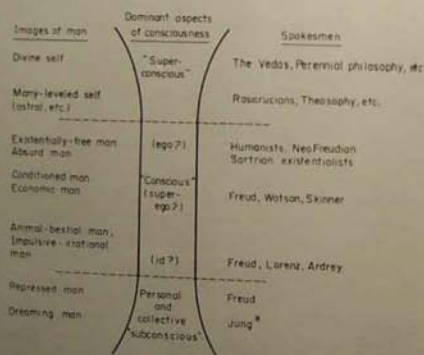 Images of man
Dominant aspects
of consciousness
Spokesmen
Divine self
"Super-
conscious"
The Vedas, Perennial philosophy, etc
Many-leveled self
(astral, etc.)
Rosicrucians, Theosophy, etc.
Existentially-free man
Absurd man
(ego?)
Humanists, NeoFreudian
Sartrian existentialists
Conditioned man
Economic man
"Conscious"
(super-
ego?)
Freud, Watson, Skinner
Animal-bestial man,
Impulsive-irrational
man
(id?)
Freud, Lorenz, Ardrey
Repressed man
Dreaming man
Personal
and
collective
"subconscious"
Freud
Jung*